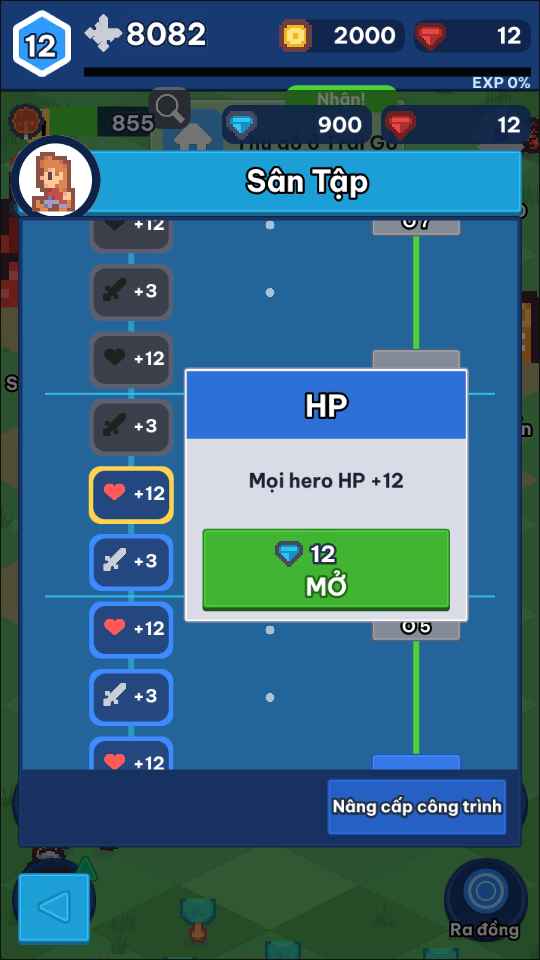 12
8082
2000
12
EXP 0%
Nhận!
855
900
12
Sân Tập
+12
+3
+12
+3
HP
Mọi hero HP +12
+12
12
MỞ
+3
+12
+3
+12
Nâng cấp công trình
Ra đồng